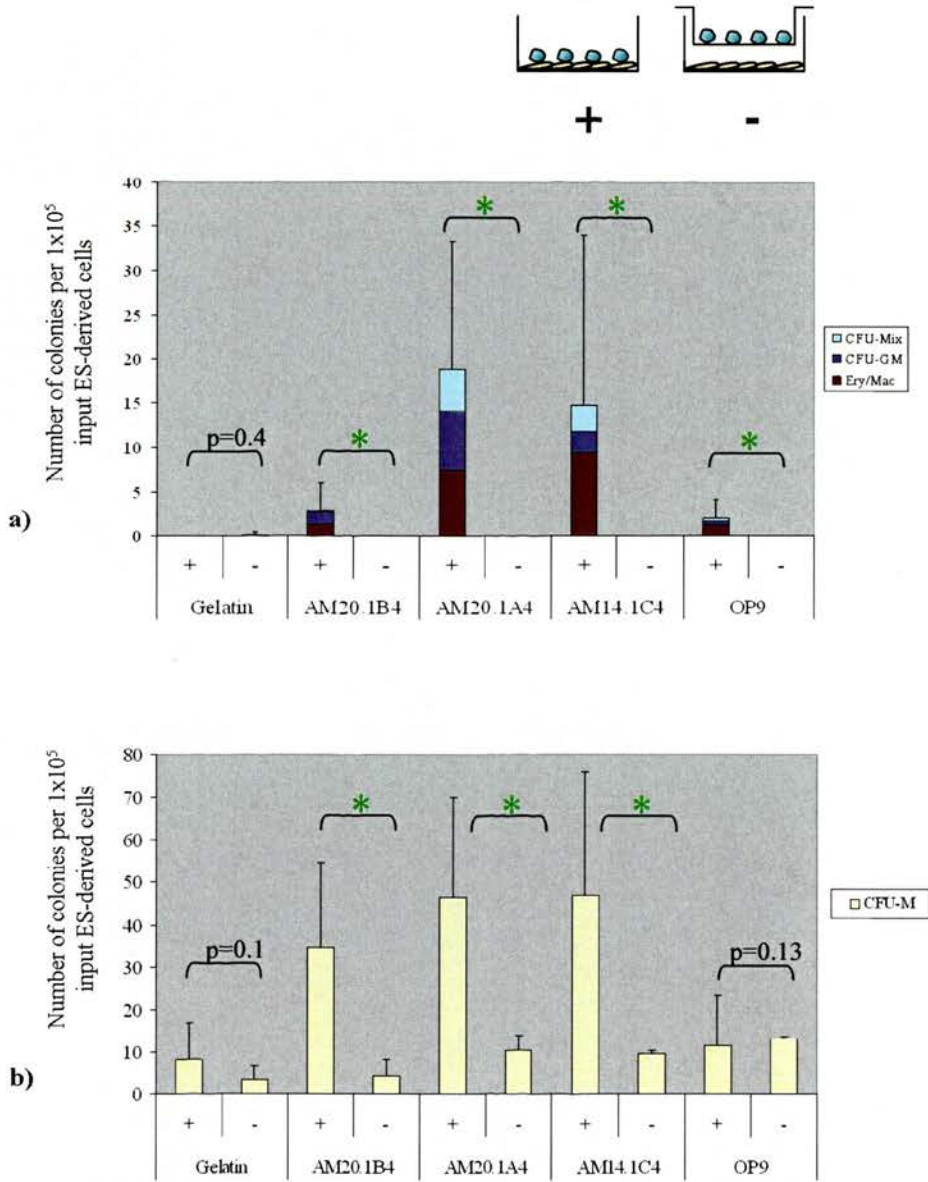 + -
Number of colonies per 1x10⁵
input ES-derived cells
40
35
30
25
20
15
10
5
0
p=0.4
*
*
*
*
CFU-Mix
CFU-GM
Ery/Mac
a)
+ - + - + - + - + -
Gelatin AM20.1B4 AM20.1A4 AM14.1C4 OP9
Number of colonies per 1x10⁵
input ES-derived cells
80
70
60
50
40
30
20
10
0
p=0.1
*
*
*
p=0.13
CFU-M
b)
+ - + - + - + - + -
Gelatin AM20.1B4 AM20.1A4 AM14.1C4 OP9